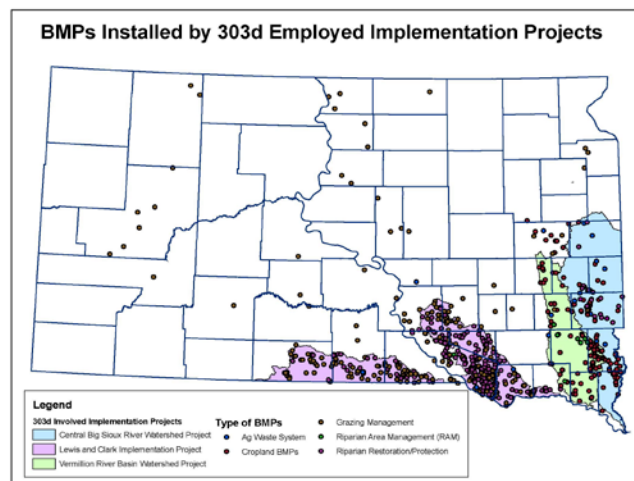 BMPs Installed by 303d Employed Implementation Projects
Legend
303d Involved Implementation Projects
Central Big Sioux River Watershed Project
Lewis and Clark Implementation Project
Vermillion River Basin Watershed Project
Type of BMPs
Ag Waste System
Cropland BMPs
Grazing Management
Riparian Area Management (RAM)
Riparian Restoration/Protection